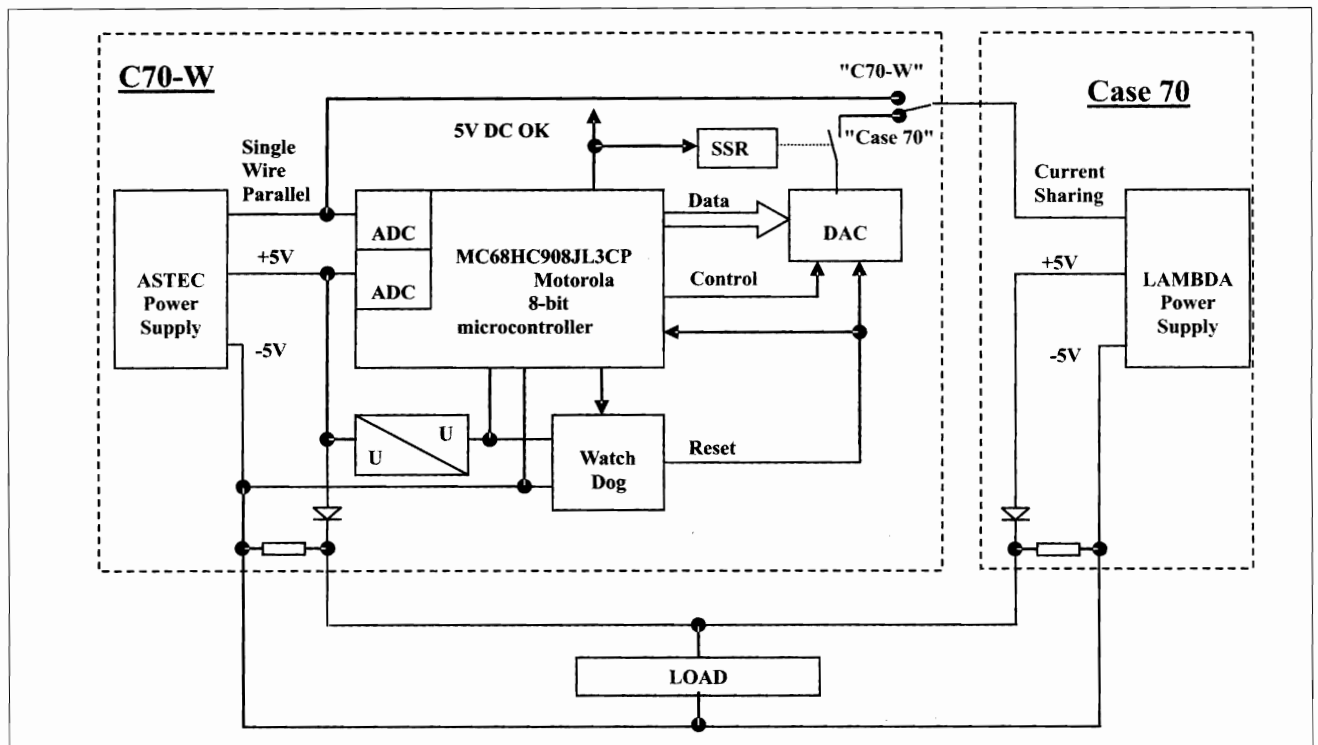 C70-W
"C70-W"
Case 70
5V DC OK
"Case 70"
SSR
Single
Wire
Parallel
Current
Sharing
Data
ADC
DAC
MC68HC908JL3CP
Motorola
8-bit
microcontroller
+5V
ADC
Control
+5V
ASTEC
Power
Supply
LAMBDA
Power
Supply
-5V
-5V
U
U
Watch
Dog
Reset
LOAD